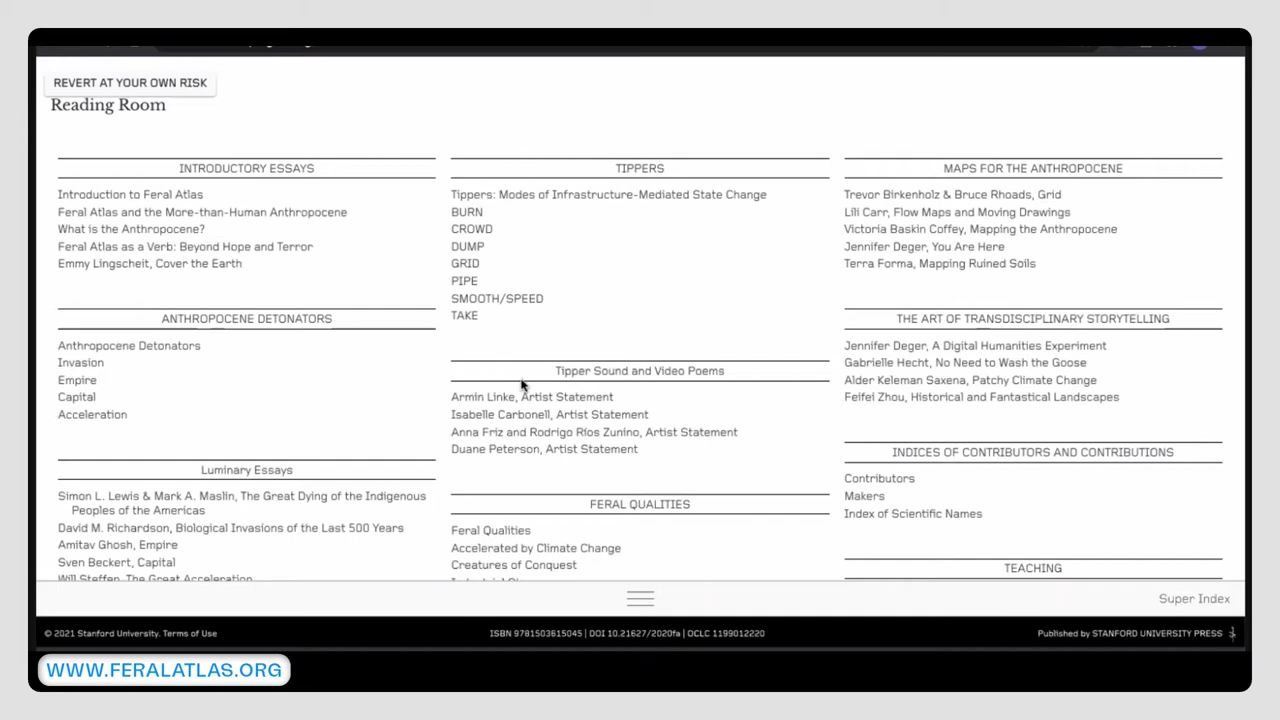 REVERT AT YOUR OWN RISK
Reading Room
INTRODUCTORY ESSAYS
Introduction to Feral Atlas
Feral Atlas and the More-than-Human Anthropocene
What is the Anthropocene?
Feral Atlas as a Verb: Beyond Hope and Terror
Emmy Lingscheit, Cover the Earth
ANTHROPOCENE DETONATORS
Anthropocene Detonators
Invasion
Empire
Capital
Acceleration
Luminary Essays
Simon L. Lewis & Mark A. Maslin, The Great Dying of the Indigenous
Peoples of the Americas
David M. Richardson, Biological Invasions of the Last 500 Years
Amitav Ghosh, Empire
Sven Beckert, Capital
Will Steffen, The Great Acceleration
TIPPERS
Tippers: Modes of Infrastructure-Mediated State Change
BURN
CROWD
DUMP
GRID
PIPE
SMOOTH/SPEED
TAKE
Tipper Sound and Video Poems
Armin Linke, Artist Statement
Isabelle Carbonell, Artist Statement
Anna Friz and Rodrigo Ríos Zunino, Artist Statement
Duane Peterson, Artist Statement
FERAL QUALITIES
Feral Qualities
Accelerated by Climate Change
Creatures of Conquest
MAPS FOR THE ANTHROPOCENE
Trevor Birkenholz & Bruce Rhoads, Grid
Lili Carr, Flow Maps and Moving Drawings
Victoria Baskin Coffey, Mapping the Anthropocene
Jennifer Deger, You Are Here
Terra Forma, Mapping Ruined Soils
THE ART OF TRANSDISCIPLINARY STORYTELLING
Jennifer Deger, A Digital Humanities Experiment
Gabrielle Hecht, No Need to Wash the Goose
Alder Keleman Saxena, Patchy Climate Change
Feifei Zhou, Historical and Fantastical Landscapes
INDICES OF CONTRIBUTORS AND CONTRIBUTIONS
Contributors
Makers
Index of Scientific Names
TEACHING
Super Index
© 2021 Stanford University. Terms of Use
ISBN 9781503615045 | DOI 10.21627/2020fa | OCLC 1199012220
Published by STANFORD UNIVERSITY PRESS
WWW.FERALATLAS.ORG